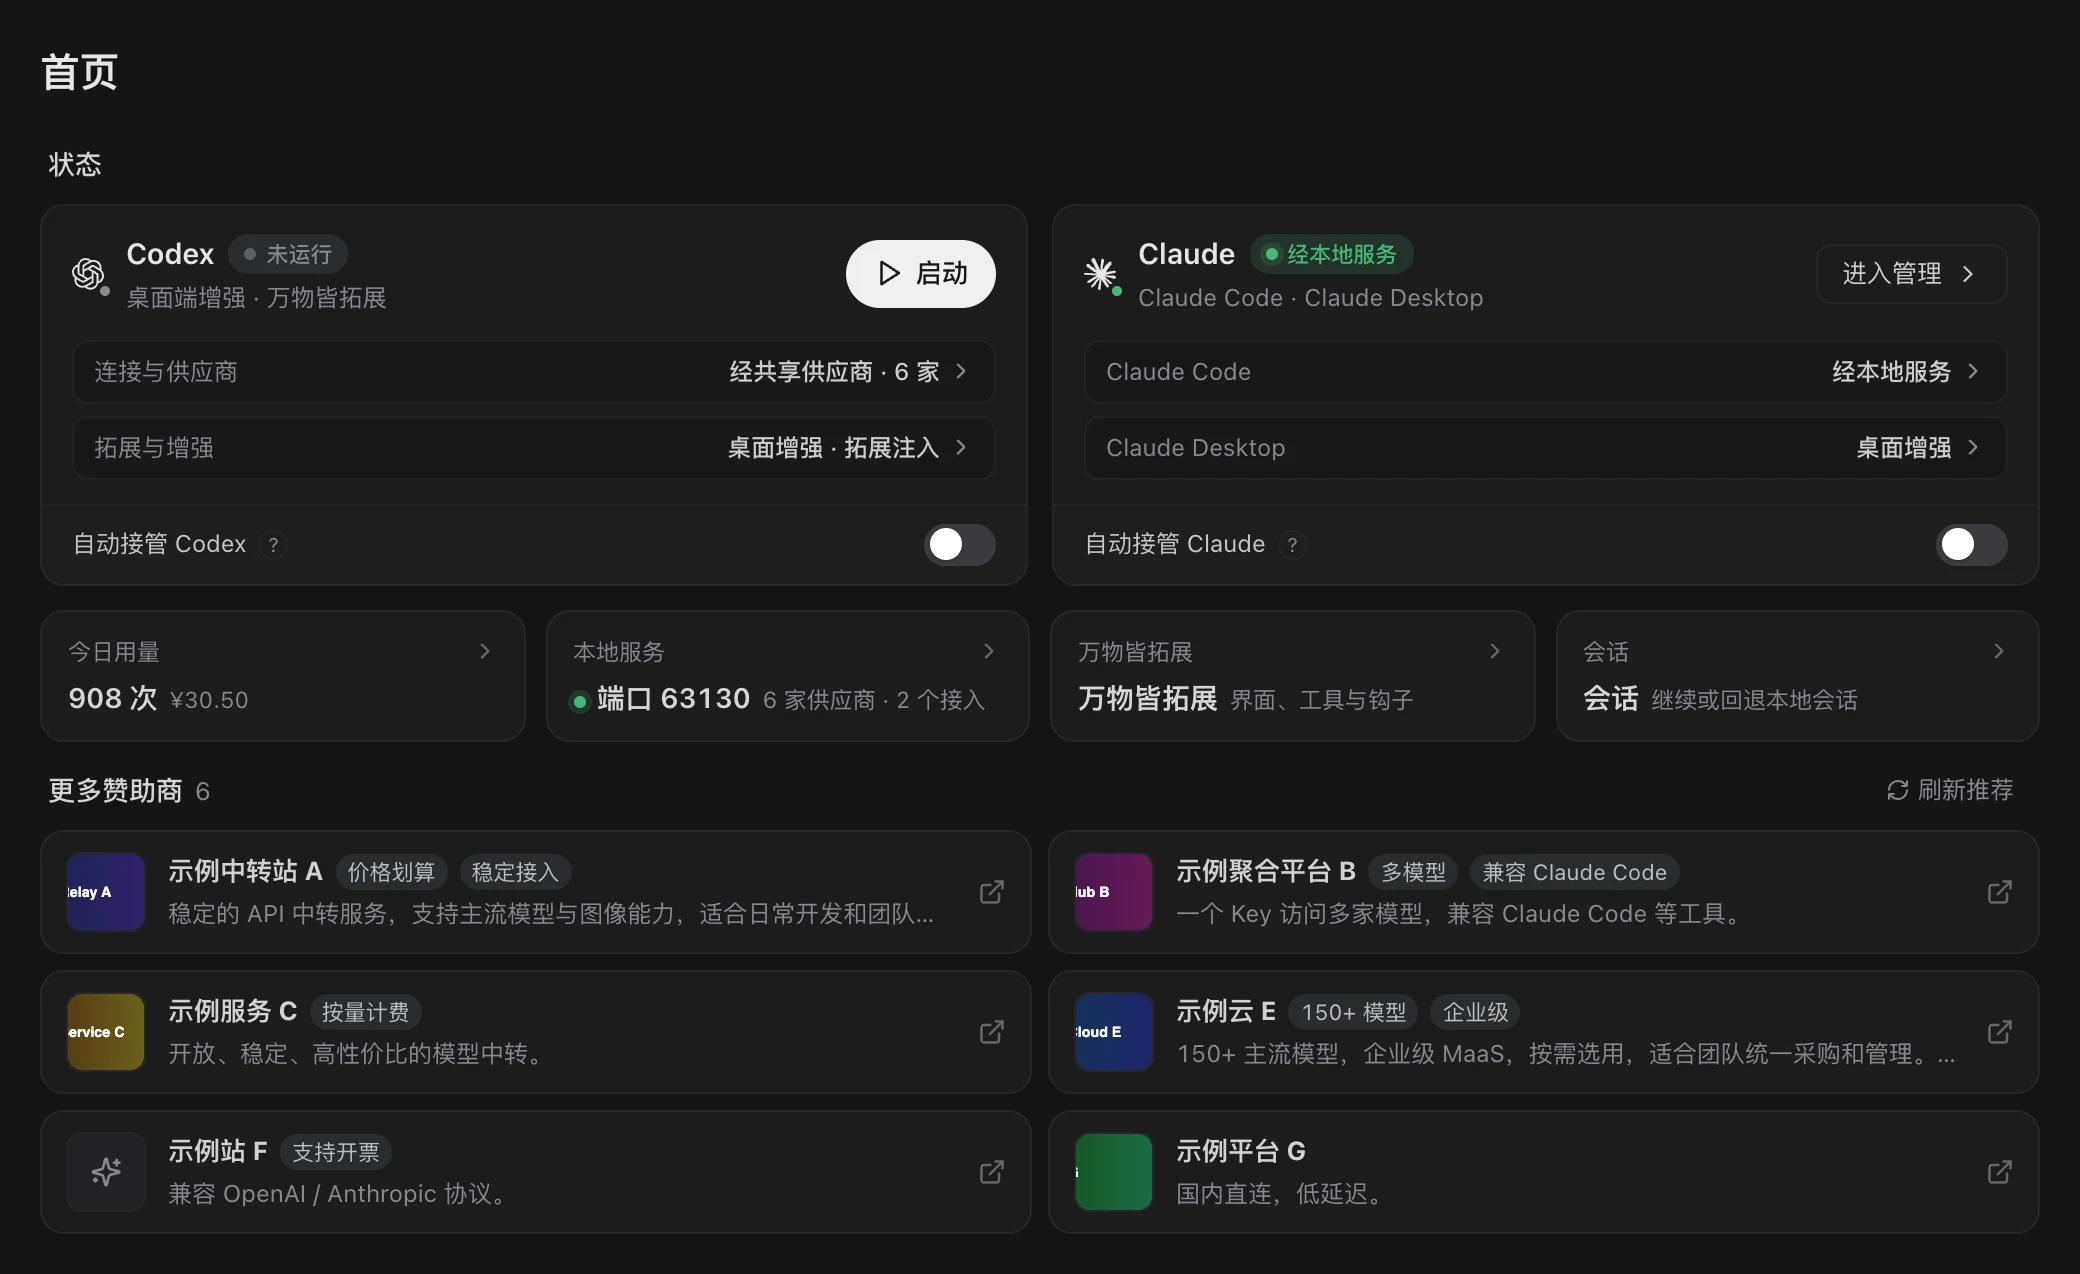 首页
状态
Codex 未运行
桌面端增强 · 万物皆拓展
启动
连接与供应商 经共享供应商 · 6 家
拓展与增强 桌面增强 · 拓展注入
自动接管 Codex ?
Claude 经本地服务
Claude Code · Claude Desktop
进入管理
Claude Code 经本地服务
Claude Desktop 桌面增强
自动接管 Claude ?
今日用量
908 次 ¥30.50
本地服务
端口 63130 6 家供应商 · 2 个接入
万物皆拓展
万物皆拓展 界面、工具与钩子
会话
会话 继续或回退本地会话
更多赞助商 6
刷新推荐
elay A
示例中转站 A 价格划算 稳定接入
稳定的 API 中转服务，支持主流模型与图像能力，适合日常开发和团队...
ub B
示例聚合平台 B 多模型 兼容 Claude Code
一个 Key 访问多家模型，兼容 Claude Code 等工具。
ervice C
示例服务 C 按量计费
开放、稳定、高性价比的模型中转。
loud E
示例云 E 150+ 模型 企业级
150+ 主流模型，企业级 MaaS，按需选用，适合团队统一采购和管理。...
示例站 F 支持开票
兼容 OpenAI / Anthropic 协议。
示例平台 G
国内直连，低延迟。